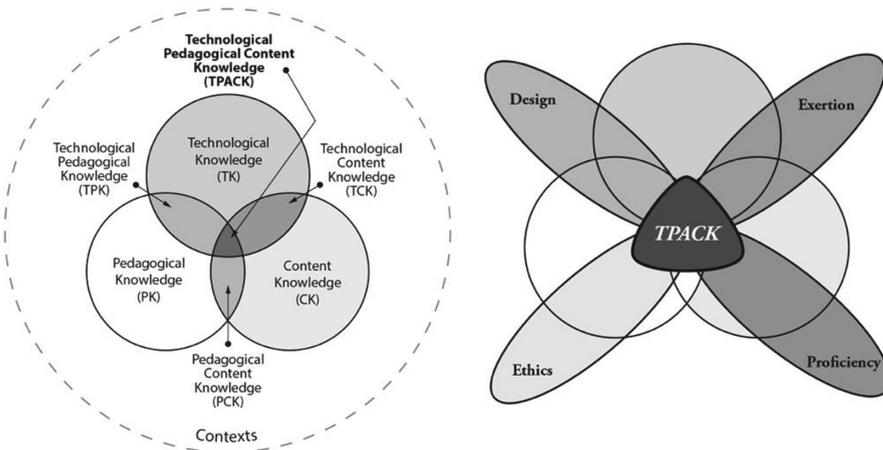 Technological
Pedagogical Content
Knowledge
(TPACK)
Technological
Pedagogical
Knowledge
(TPK)
Technological
Knowledge
(TK)
Technological
Content
Knowledge
(TCK)
Pedagogical
Knowledge
(PK)
Content
Knowledge
(CK)
Pedagogical
Content
Knowledge
(PCK)
Contexts
Design
Exertion
TPACK
Ethics
Proficiency